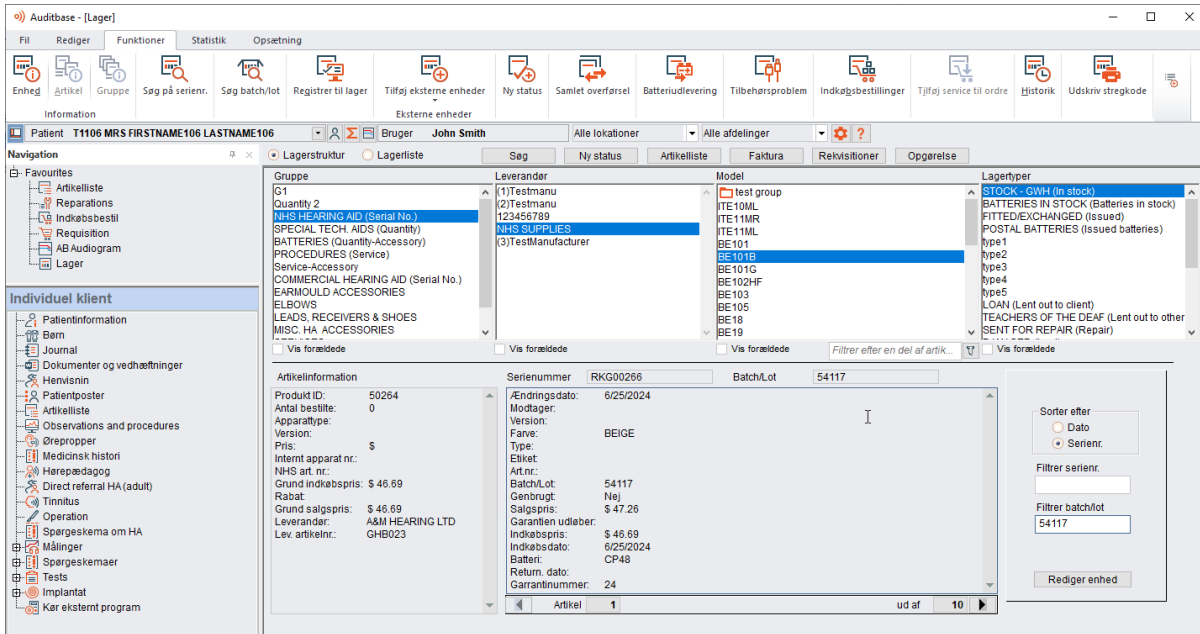 Auditbase - [Lager]
Fil Rediger Funktioner Statistik Opsætning
Enhed Artikel Gruppe Søg på serienr. Søg batch/lot Registrer til lager Tilføj eksterne enheder Ny status Samlet overførsel Batteriudlevering Tilbehørsproblem Indkøbsbestillinger Tilføj service til ordre Historik Udskriv stregkode
Information Eksterne enheder
Patient T1106 MRS FIRSTNAME106 LASTNAME106 Bruger John Smith Alle lokationer Alle afdelinger
Navigation
Favourites
Artikelliste
Reparations
Indkøbsbestil
Requisition
AB Audiogram
Lager
Individuel klient
Patientinformation
Børn
Journal
Dokumenter og vedhæftninger
Henvisnin
Patientposter
Artikelliste
Observations and procedures
Ørepropper
Medicinsk histori
Hørepædagog
Direct referral HA (adult)
Tinnitus
Operation
Spørgeskema om HA
Målinger
Spørgeskemaer
Tests
Implantat
Kør eksternt program
Lagerstruktur Lagerliste Søg Ny status Artikelliste Faktura Rekvisitioner Opgørelse
Gruppe
G1
Quantity 2
NHS HEARING AID (Serial No.)
SPECIAL TECH. AIDS (Quantity)
BATTERIES (Quantity-Accessory)
PROCEDURES (Service)
Service-Accessory
COMMERCIAL HEARING AID (Serial No.)
EARMOULD ACCESSORIES
ELBOWS
LEADS, RECEIVERS & SHOES
MISC. HA ACCESSORIES
Vis forældede
Leverandør
(1)Testmanu
(2)Testmanu
123456789
NHS SUPPLIES
(3)TestManufacturer
Vis forældede
Model
test group
ITE10ML
ITE11MR
ITE11ML
BE101
BE101B
BE101G
BE102HF
BE103
BE105
BE18
BE19
Vis forældede Filtrer efter en del af artik...
Lagertyper
STOCK - GWH (In stock)
BATTERIES IN STOCK (Batteries in stock)
FITTED/EXCHANGED (Issued)
POSTAL BATTERIES (Issued batteries)
type1
type2
type3
type4
type5
LOAN (Lent out to client)
TEACHERS OF THE DEAF (Lent out to other
SENT FOR REPAIR (Repair)
Vis forældede
Artikelinformation
Produkt ID: 50264
Antal bestilte: 0
Apparattype:
Version:
Pris: $
Internt apparat nr.:
NHS art. nr.:
Grund indkøbspris: $ 46.69
Rabat:
Grund salgspris: $ 46.69
Leverandør: A&M HEARING LTD
Lev. artikelnr.: GHB023
Serienummer RKG00266 Batch/Lot 54117
Ændringsdato: 6/25/2024
Modtager:
Version:
Farve: BEIGE
Type:
Etiket:
Art.nr.:
Batch/Lot: 54117
Genbrugt: Nej
Salgspris: $ 47.26
Garantien udløber:
Indkøbspris: $ 46.69
Indkøbsdato: 6/25/2024
Batteri: CP48
Return. dato:
Garrantinummer: 24
Artikel 1 ud af 10
Sorter efter
Dato
Serienr.
Filtrer serienr.
Filtrer batch/lot
54117
Rediger enhed